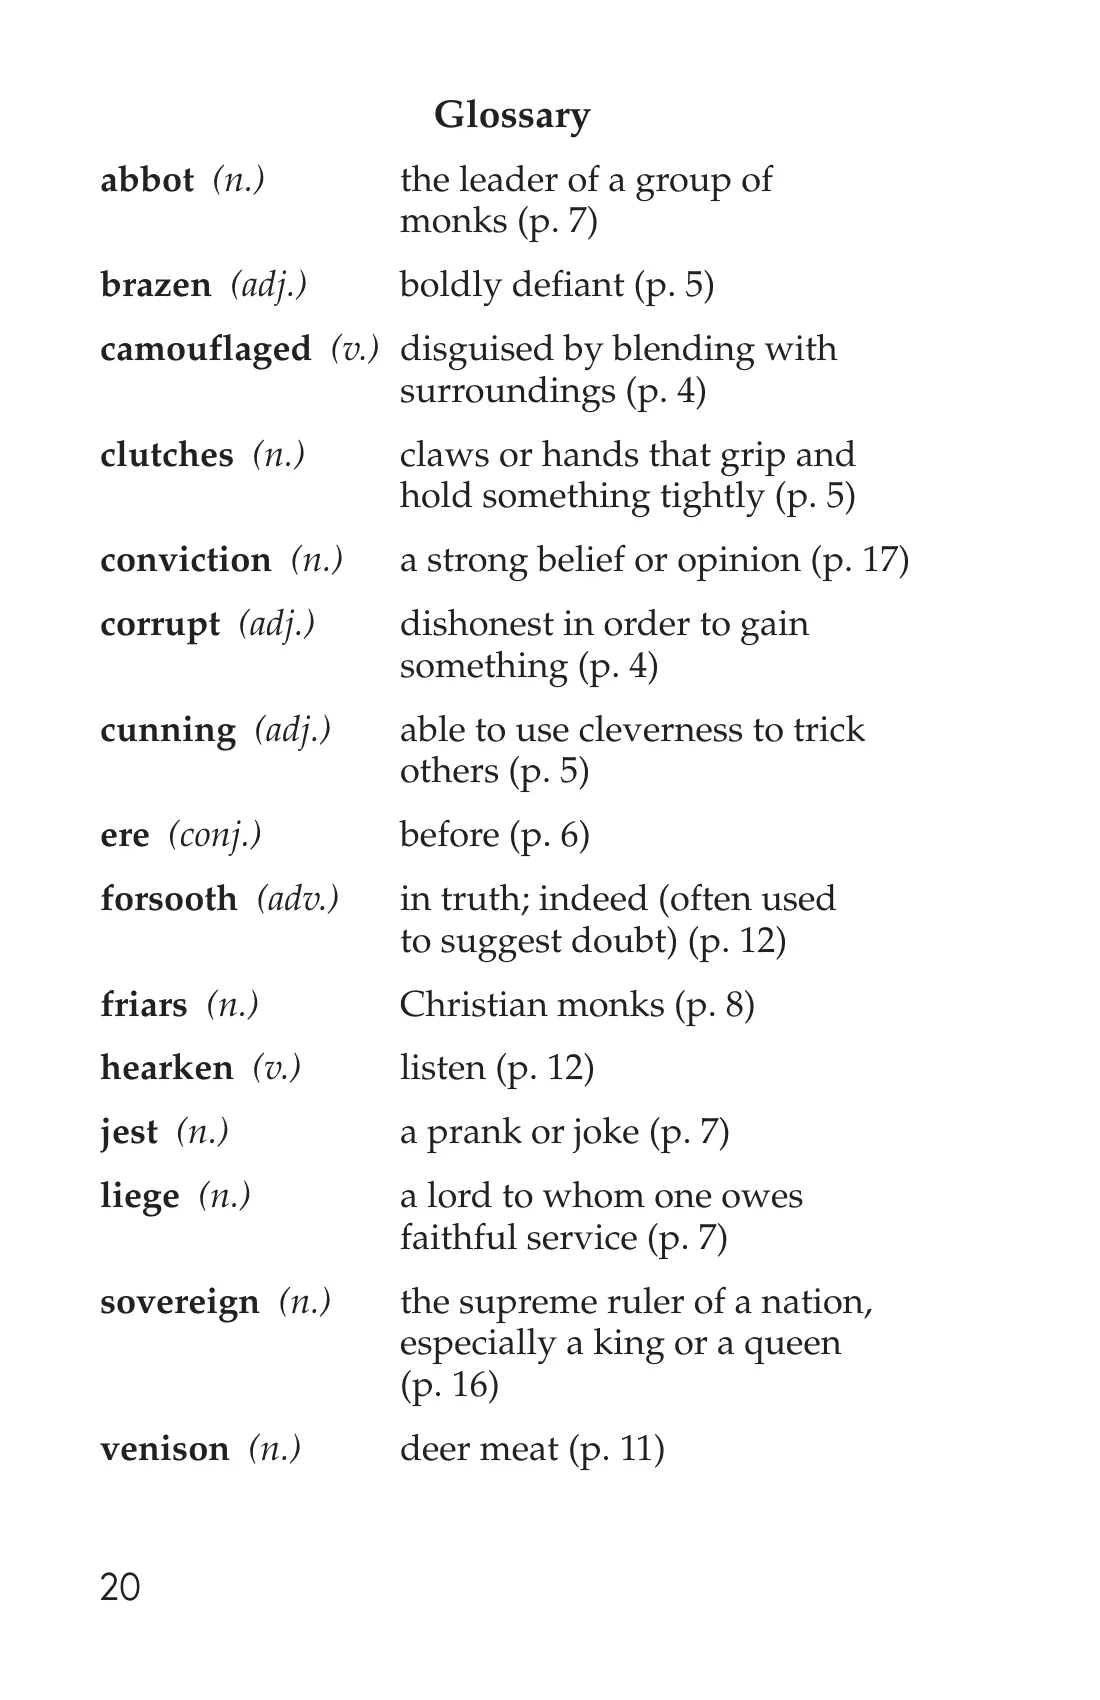 Glossary
abbot (n.) the leader of a group of
monks (p. 7)
brazen (adj.) boldly defiant (p. 5)
camouflaged (v.) disguised by blending with
surroundings (p. 4)
clutches (n.) claws or hands that grip and
hold something tightly (p. 5)
conviction (n.) a strong belief or opinion (p. 17)
corrupt (adj.) dishonest in order to gain
something (p. 4)
cunning (adj.) able to use cleverness to trick
others (p. 5)
ere (conj.) before (p. 6)
forsooth (adv.) in truth; indeed (often used
to suggest doubt) (p. 12)
friars (n.) Christian monks (p. 8)
hearken (v.) listen (p. 12)
jest (n.) a prank or joke (p. 7)
liege (n.) a lord to whom one owes
faithful service (p. 7)
sovereign (n.) the supreme ruler of a nation,
especially a king or a queen
(p. 16)
venison (n.) deer meat (p. 11)
20